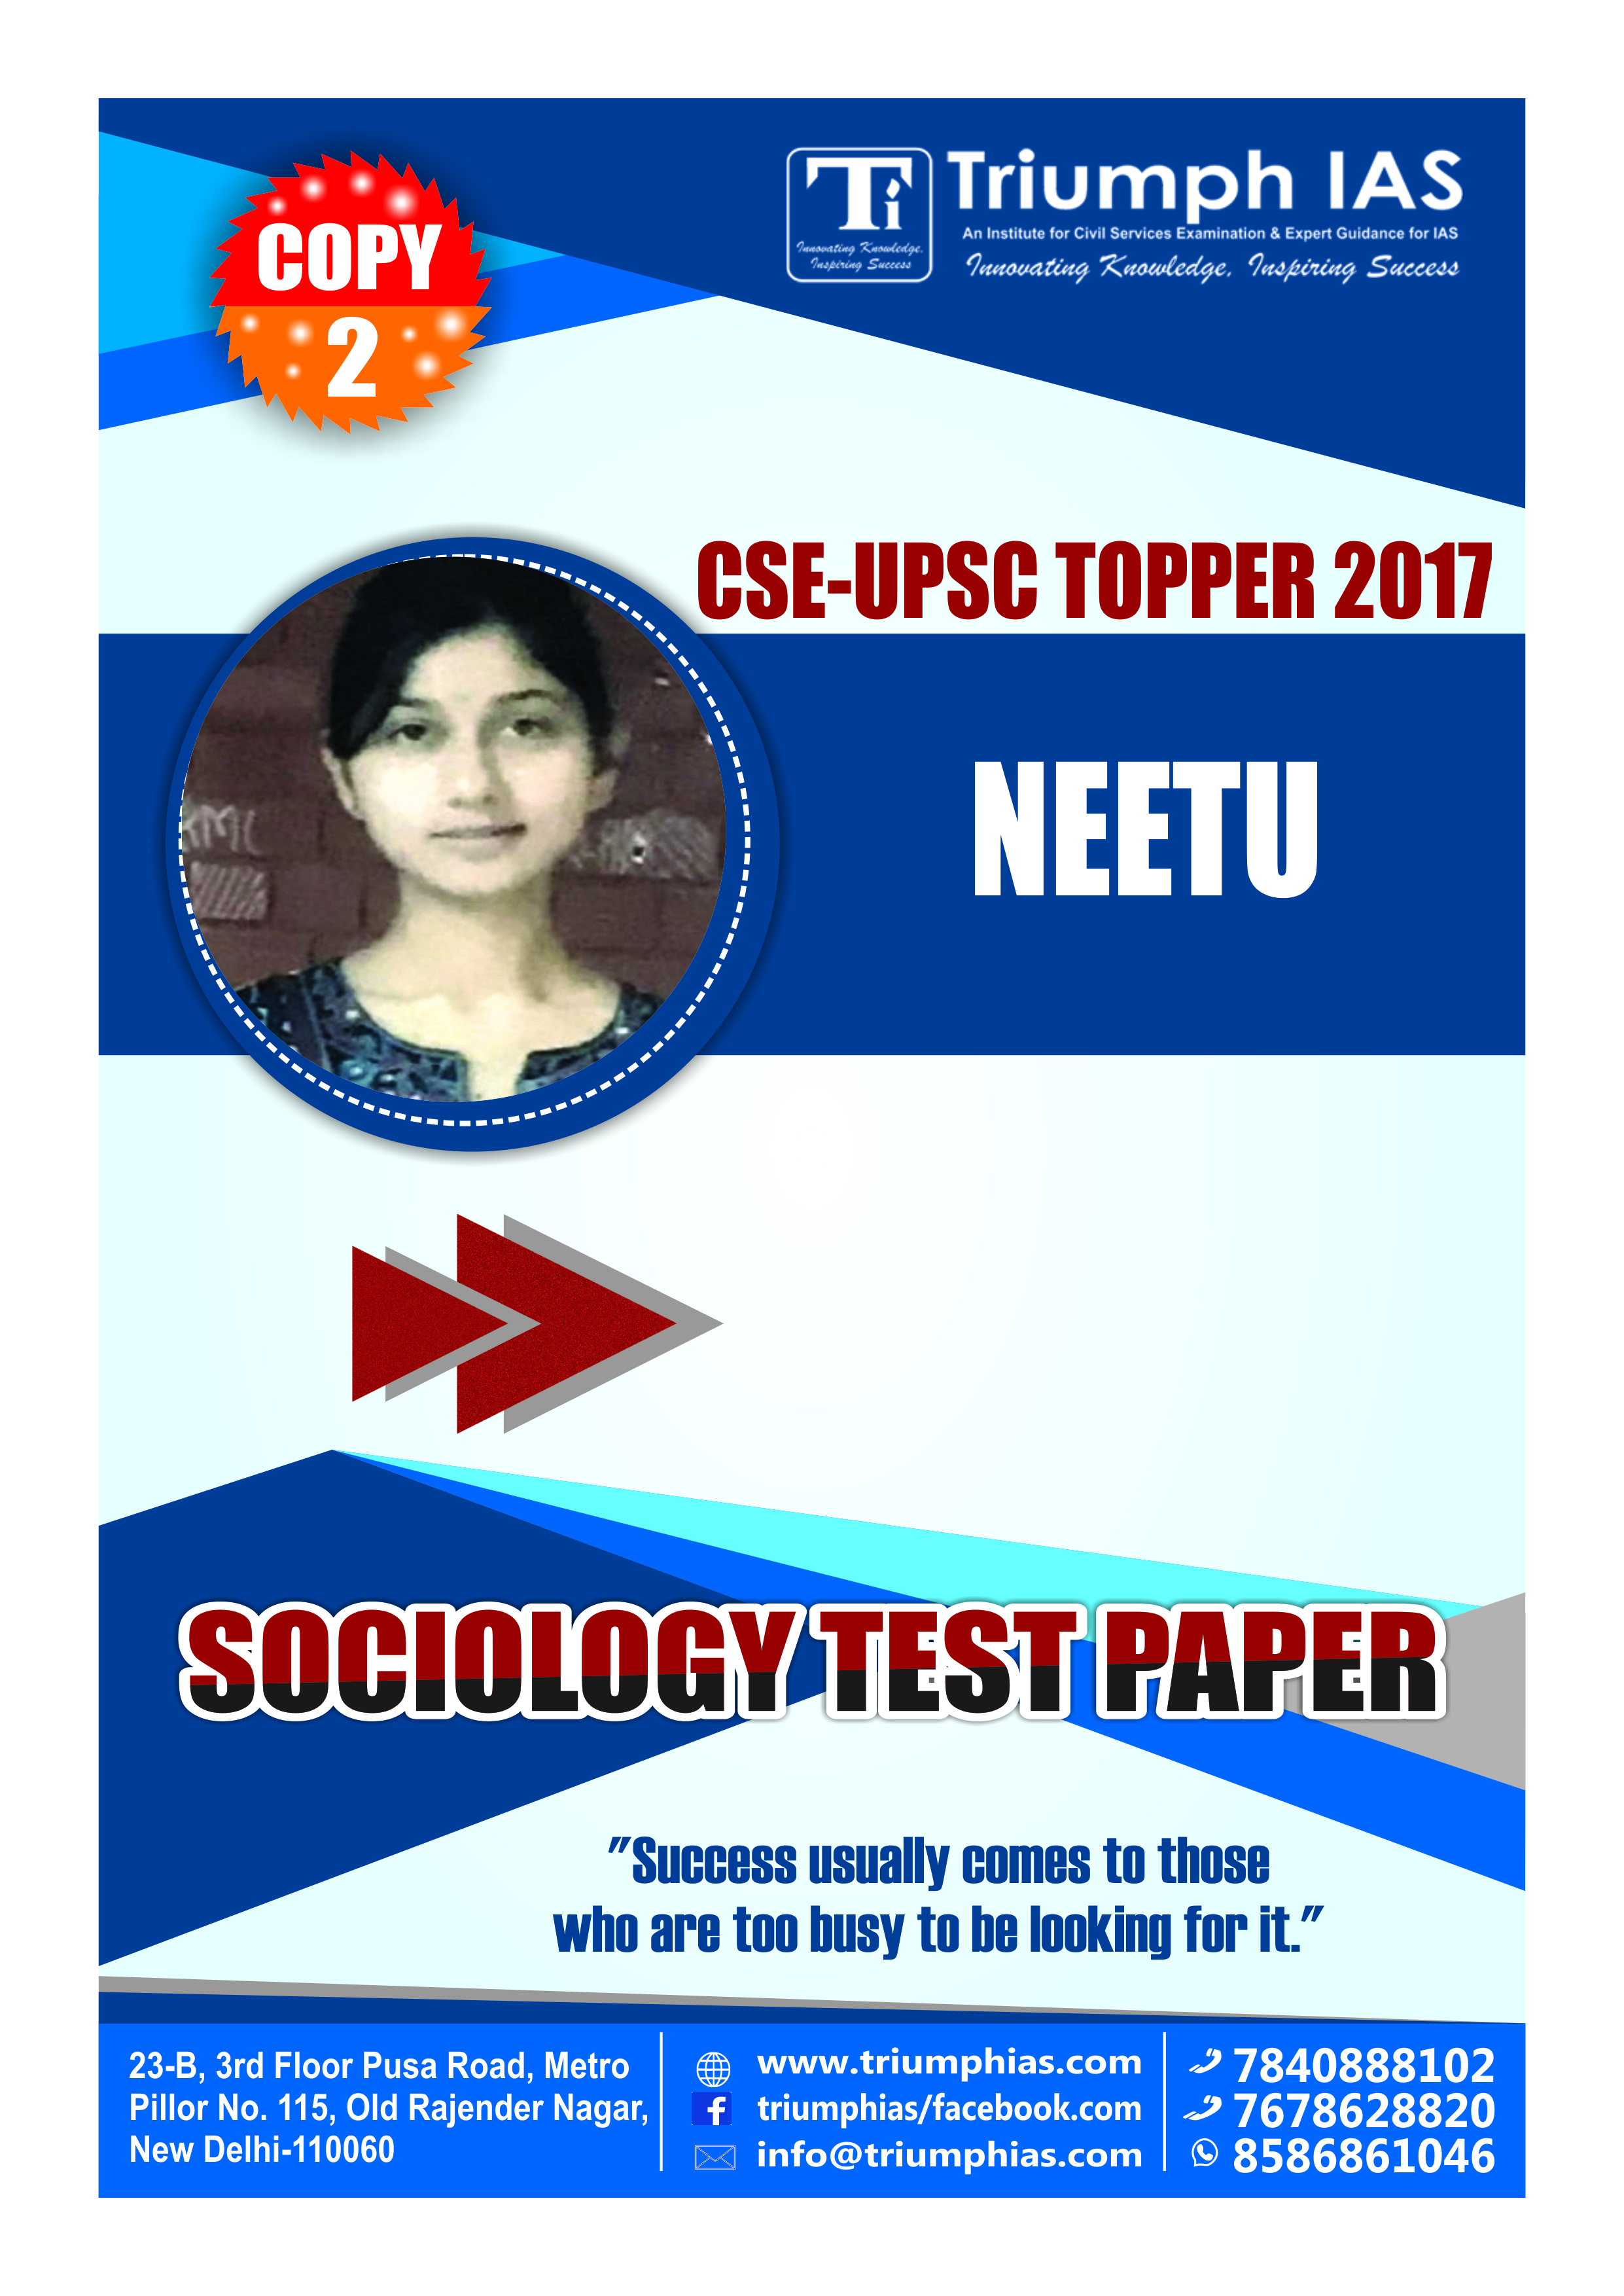 COPY
2
Ti
Innovating Knowledge,
Inspiring Success
Triumph IAS
An Institute for Civil Services Examination & Expert Guidance for IAS
Innovating Knowledge, Inspiring Success
CSE-UPSC TOPPER 2017
NEETU
SOCIOLOGY TEST PAPER
"Success usually comes to those
who are too busy to be looking for it."
23-B, 3rd Floor Pusa Road, Metro
Pillor No. 115, Old Rajender Nagar,
New Delhi-110060
www.triumphias.com
triumphias/facebook.com
info@triumphias.com
7840888102
7678628820
8586861046